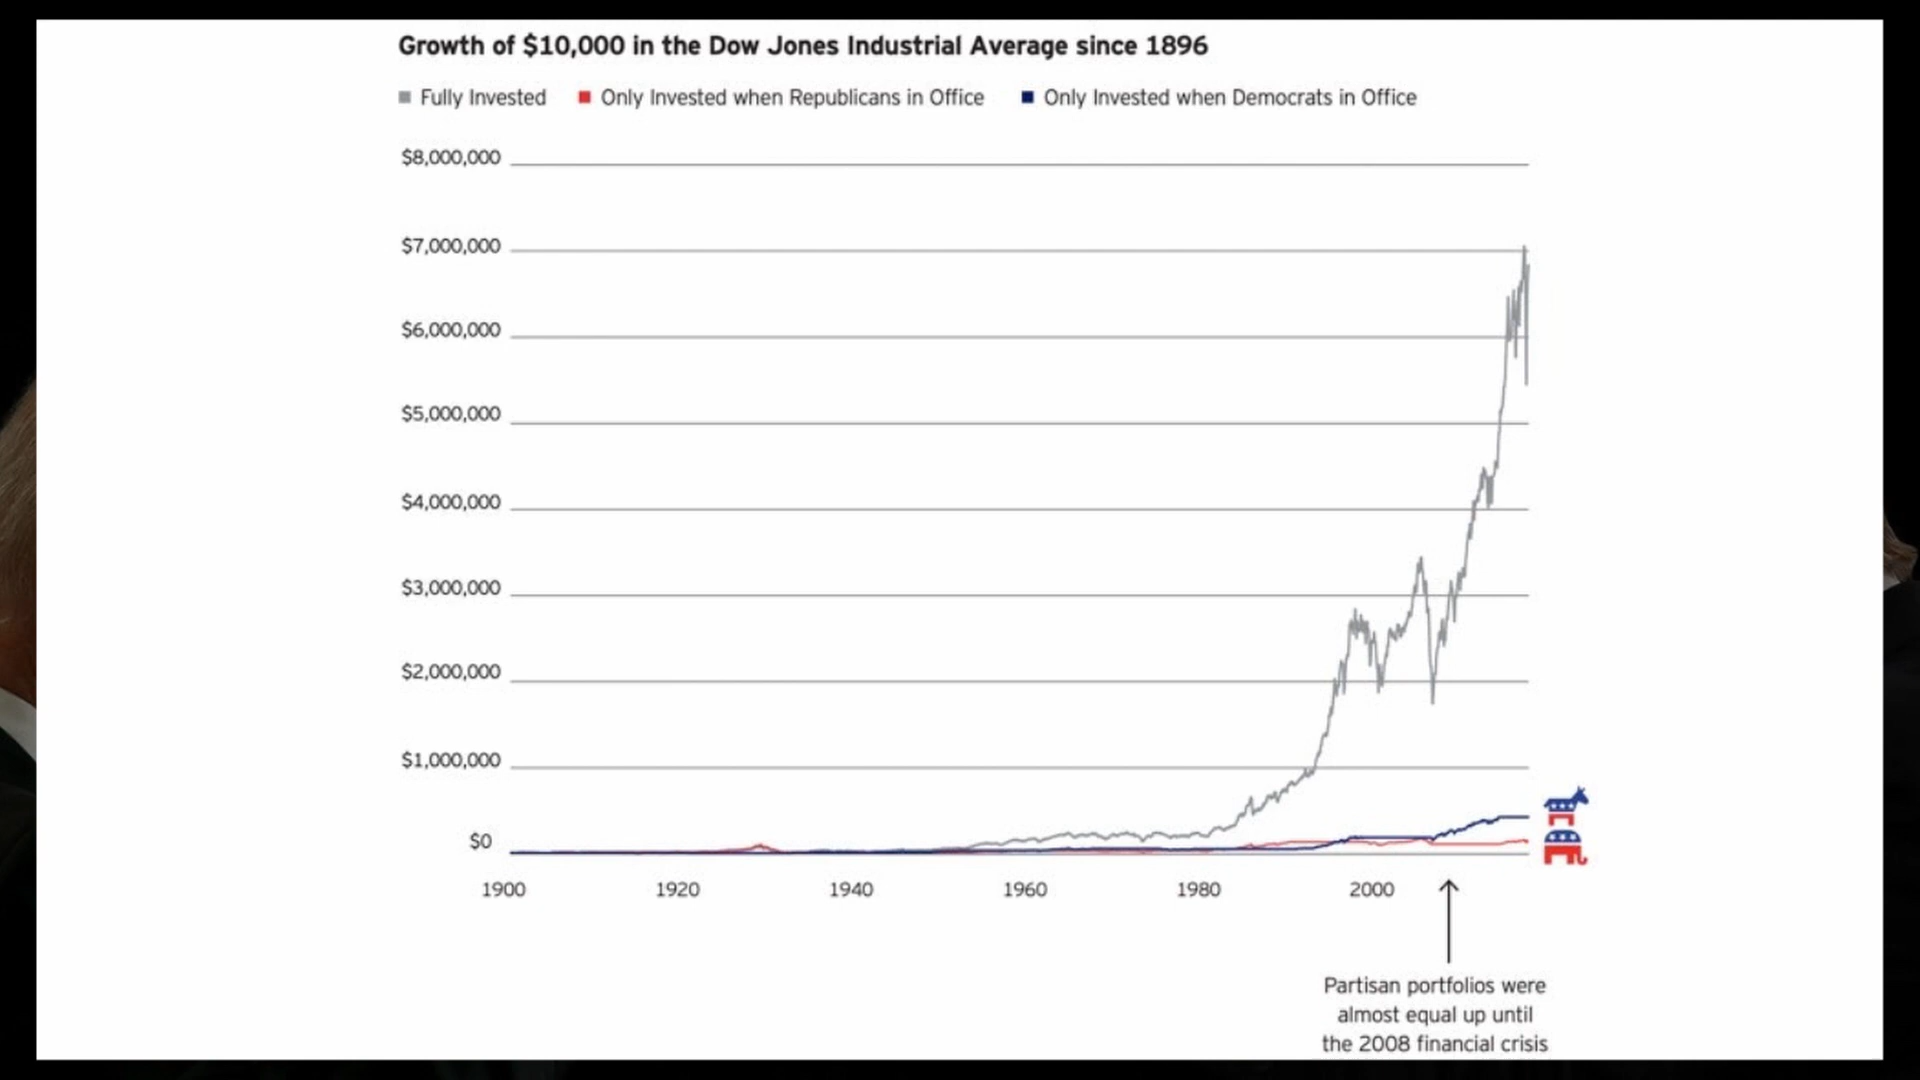 Growth of $10,000 in the Dow Jones Industrial Average since 1896
Fully Invested Only Invested when Republicans in Office Only Invested when Democrats in Office
$8,000,000
$7,000,000
$6,000,000
$5,000,000
$4,000,000
$3,000,000
$2,000,000
$1,000,000
$0
1900 1920 1940 1960 1980 2000
Partisan portfolios were
almost equal up until
the 2008 financial crisis